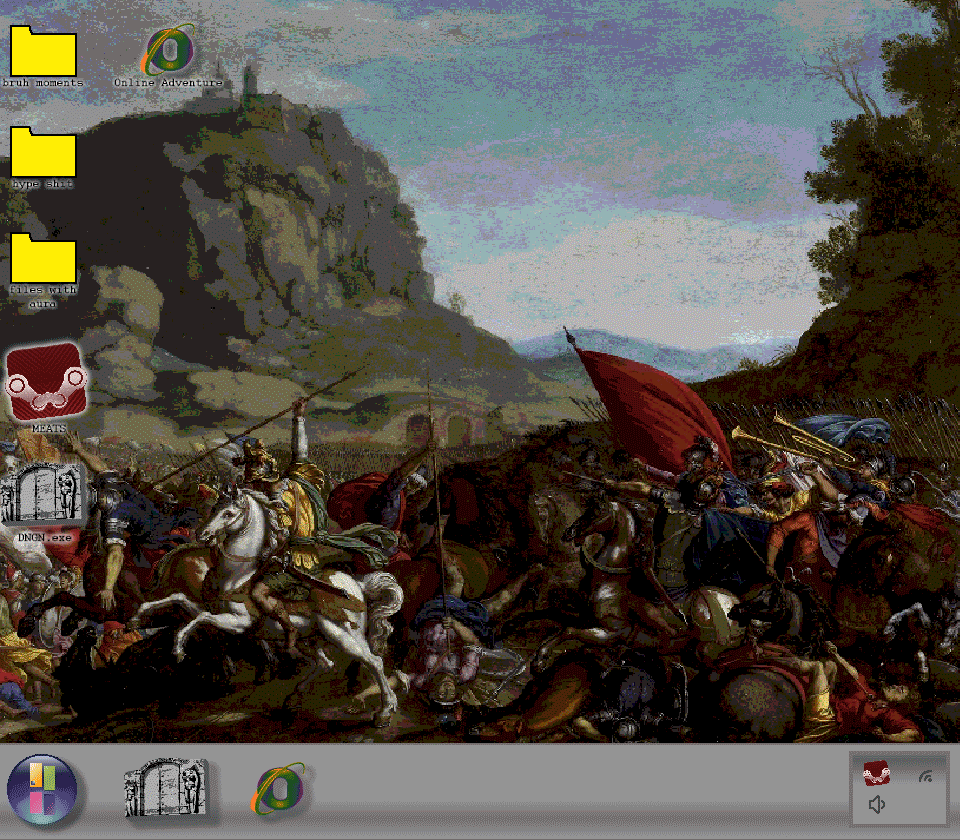 bruh moments
Online Adventure
hype shit
files with
aura
MEATS
DNGN.exe